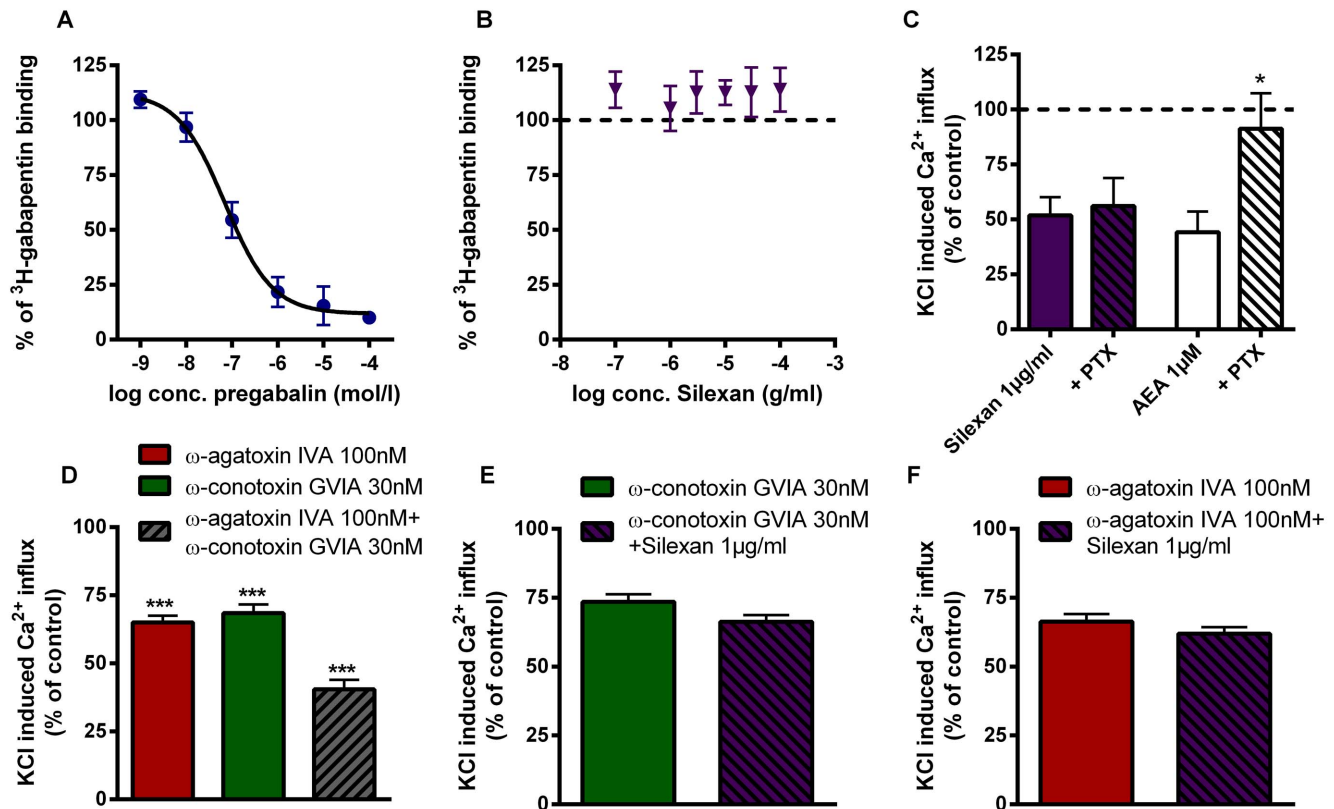 A
% of ³H-gabapentin binding
125
100
75
50
25
0
-9 -8 -7 -6 -5 -4
log conc. pregabalin (mol/l)
B
% of ³H-gabapentin binding
125
100
75
50
25
0
-8 -7 -6 -5 -4 -3
log conc. Silexan (g/ml)
C
KCl induced Ca²⁺ influx
(% of control)
125
100
75
50
25
0
*
Silexan 1µg/ml
+ PTX
AEA 1µM
+ PTX
D
ω-agatoxin IVA 100nM
ω-conotoxin GVIA 30nM
ω-agatoxin IVA 100nM+
ω-conotoxin GVIA 30nM
KCl induced Ca²⁺ influx
(% of control)
100
75
50
25
0
*** *** ***
E
ω-conotoxin GVIA 30nM
ω-conotoxin GVIA 30nM
+Silexan 1µg/ml
KCl induced Ca²⁺ influx
(% of control)
100
75
50
25
0
F
ω-agatoxin IVA 100nM
ω-agatoxin IVA 100nM+
Silexan 1µg/ml
KCl induced Ca²⁺ influx
(% of control)
100
75
50
25
0